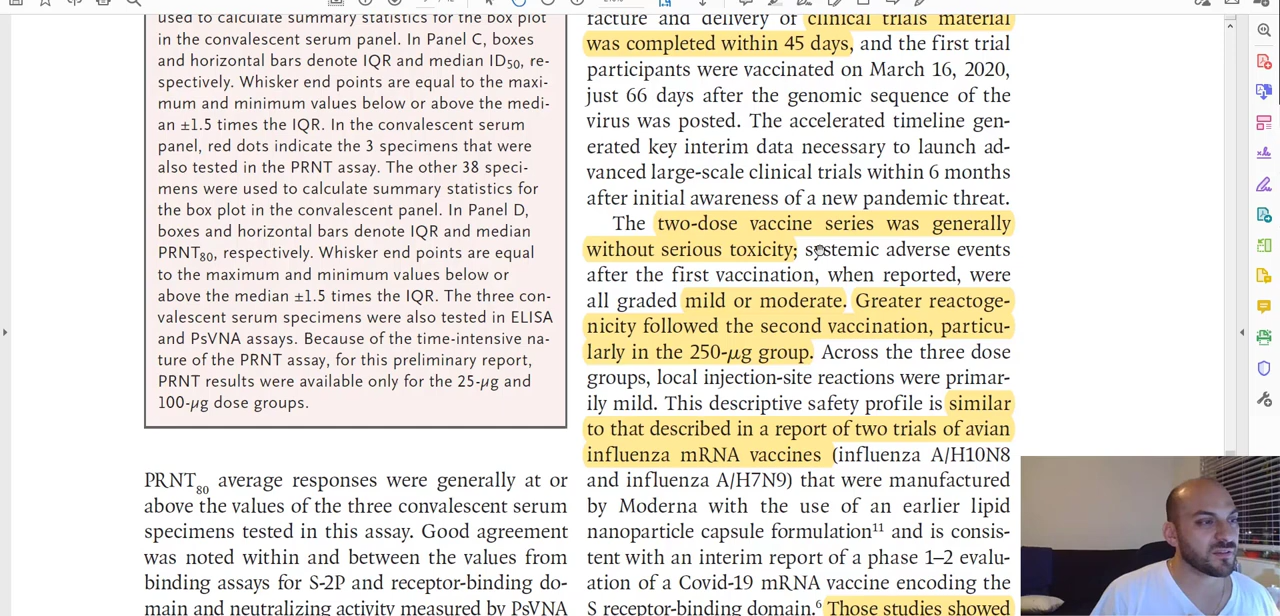 used to calculate summary statistics for the box plot
in the convalescent serum panel. In Panel C, boxes
and horizontal bars denote IQR and median ID50, re-
spectively. Whisker end points are equal to the maxi-
mum and minimum values below or above the medi-
an ±1.5 times the IQR. In the convalescent serum
panel, red dots indicate the 3 specimens that were
also tested in the PRNT assay. The other 38 speci-
mens were used to calculate summary statistics for
the box plot in the convalescent panel. In Panel D,
boxes and horizontal bars denote IQR and median
PRNT80, respectively. Whisker end points are equal
to the maximum and minimum values below or
above the median ±1.5 times the IQR. The three con-
valescent serum specimens were also tested in ELISA
and PsVNA assays. Because of the time-intensive na-
ture of the PRNT assay, for this preliminary report,
PRNT results were available only for the 25-μg and
100-μg dose groups.
PRNT80 average responses were generally at or
above the values of the three convalescent serum
specimens tested in this assay. Good agreement
was noted within and between the values from
binding assays for S-2P and receptor-binding do-
main and neutralizing activity measured by PsVNA
facture and delivery of clinical trials material
was completed within 45 days, and the first trial
participants were vaccinated on March 16, 2020,
just 66 days after the genomic sequence of the
virus was posted. The accelerated timeline gen-
erated key interim data necessary to launch ad-
vanced large-scale clinical trials within 6 months
after initial awareness of a new pandemic threat.
The two-dose vaccine series was generally
without serious toxicity; systemic adverse events
after the first vaccination, when reported, were
all graded mild or moderate. Greater reactoge-
nicity followed the second vaccination, particu-
larly in the 250-μg group. Across the three dose
groups, local injection-site reactions were primar-
ily mild. This descriptive safety profile is similar
to that described in a report of two trials of avian
influenza mRNA vaccines (influenza A/H10N8
and influenza A/H7N9) that were manufactured
by Moderna with the use of an earlier lipid
nanoparticle capsule formulation11 and is consis-
tent with an interim report of a phase 1–2 evalu-
ation of a Covid-19 mRNA vaccine encoding the
S receptor-binding domain.6 Those studies showed